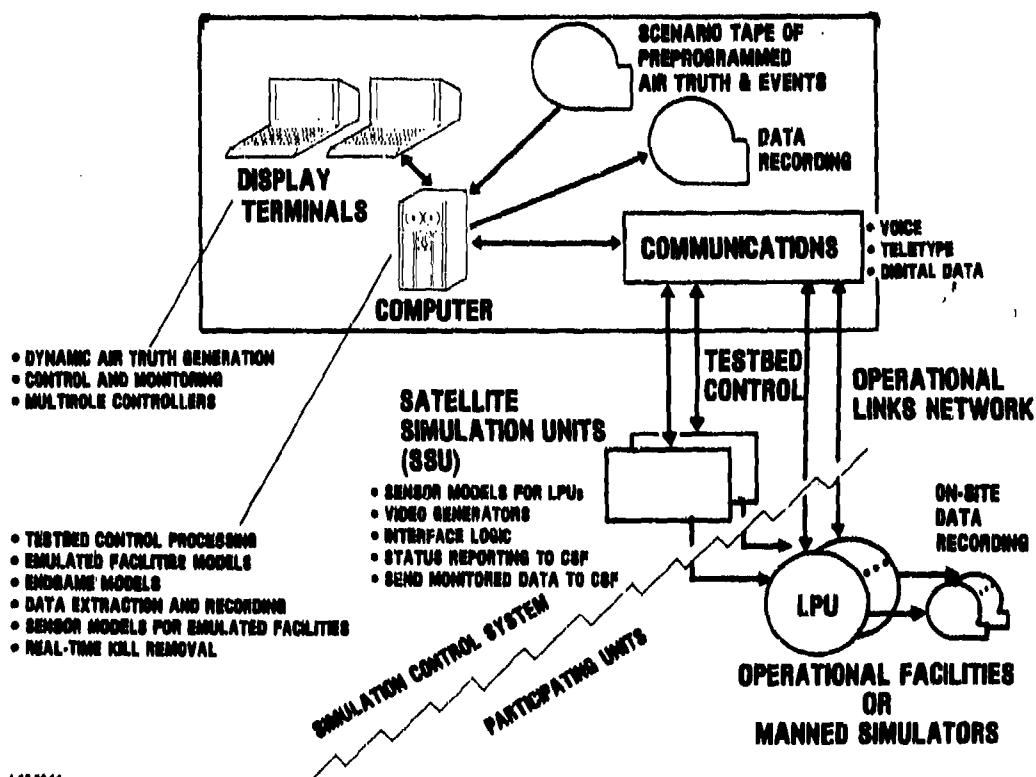 SCENARIO TAPE OF
PREPROGRAMMED
AIR TRUTH & EVENTS
DATA
RECORDING
DISPLAY
TERMINALS
COMPUTER
COMMUNICATIONS
• VOICE
• TELETYPE
• DIGITAL DATA
• DYNAMIC AIR TRUTH GENERATION
• CONTROL AND MONITORING
• MULTIROLE CONTROLLERS
TESTBED
CONTROL
OPERATIONAL
LINKS NETWORK
SATELLITE
SIMULATION UNITS
(SSU)
• SENSOR MODELS FOR LPUs
• VIDEO GENERATORS
• INTERFACE LOGIC
• STATUS REPORTING TO CSF
• SEND MONITORED DATA TO CSF
ON-SITE
DATA
RECORDING
• TESTBED CONTROL PROCESSING
• EMULATED FACILITIES MODELS
• ENDGAME MODELS
• DATA EXTRACTION AND RECORDING
• SENSOR MODELS FOR EMULATED FACILITIES
• REAL-TIME KILL REMOVAL
LPU
SIMULATION CONTROL SYSTEM
PARTICIPATING UNITS
OPERATIONAL FACILITIES
OR
MANNED SIMULATORS